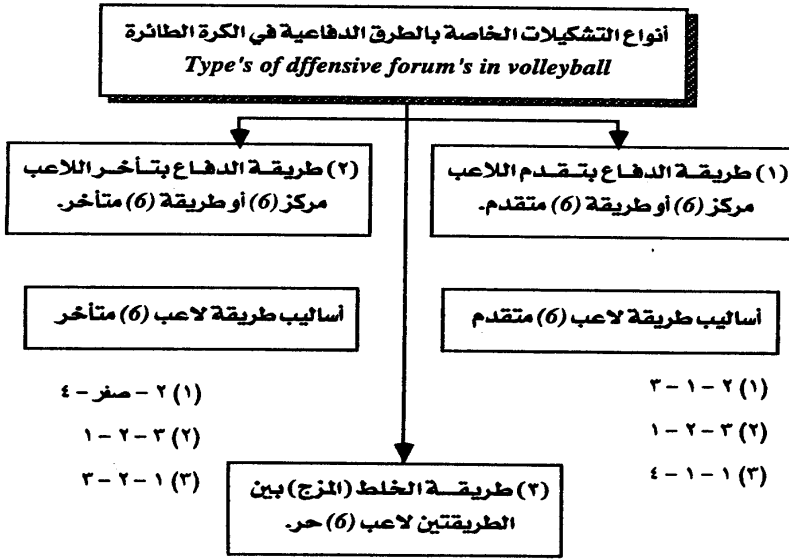 أنواع التشكيلات الخاصة بالطرق الدفاعية في الكرة الطائرة
Type's of dffensive forum's in volleyball
(١) طريقة الدفاع بتقدم اللاعب
مركز (6) أو طريقة (6) متقدم.
(٢) طريقة الدفاع بتأخر اللاعب
مركز (6) أو طريقة (6) متأخر.
أساليب طريقة لاعب (6) متقدم
(١) ٢ - ١ - ٣
(٢) ٣ - ٢ - ١
(٣) ١ - ١ - ٤
أساليب طريقة لاعب (6) متأخر
(١) ٢ - صفر - ٤
(٢) ٣ - ٢ - ١
(٣) ١ - ٢ - ٣
(٣) طريقة الخلط (المزج) بين
الطريقتين لاعب (6) حر.